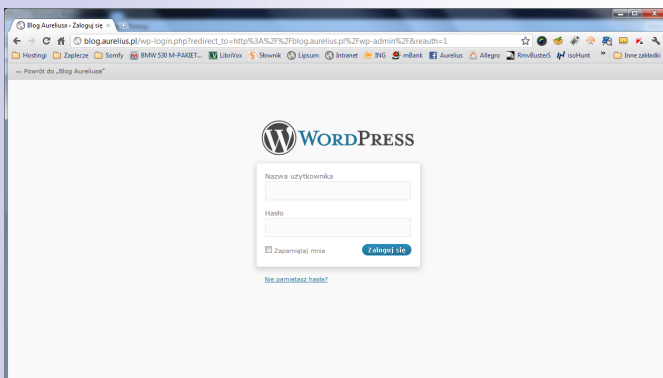 Blog Aureliusa › Zaloguj się
blog.aurelius.pl/wp-login.php?redirect_to=http%3A%2F%2Fblog.aurelius.pl%2Fwp-admin%2F&reauth=1
Hostingi Zaplecze Somfy BMW 530 M-PAKIET... LibriVox Słownik Lipsum Intranet ING mBank Aurelius Allegro RmvBusterS isoHunt » Inne zakładki
← Powrót do „Blog Aureliusa”
WORDPRESS
Nazwa użytkownika
Hasło
Zapamiętaj mnie Zaloguj się
Nie pamiętasz hasła?